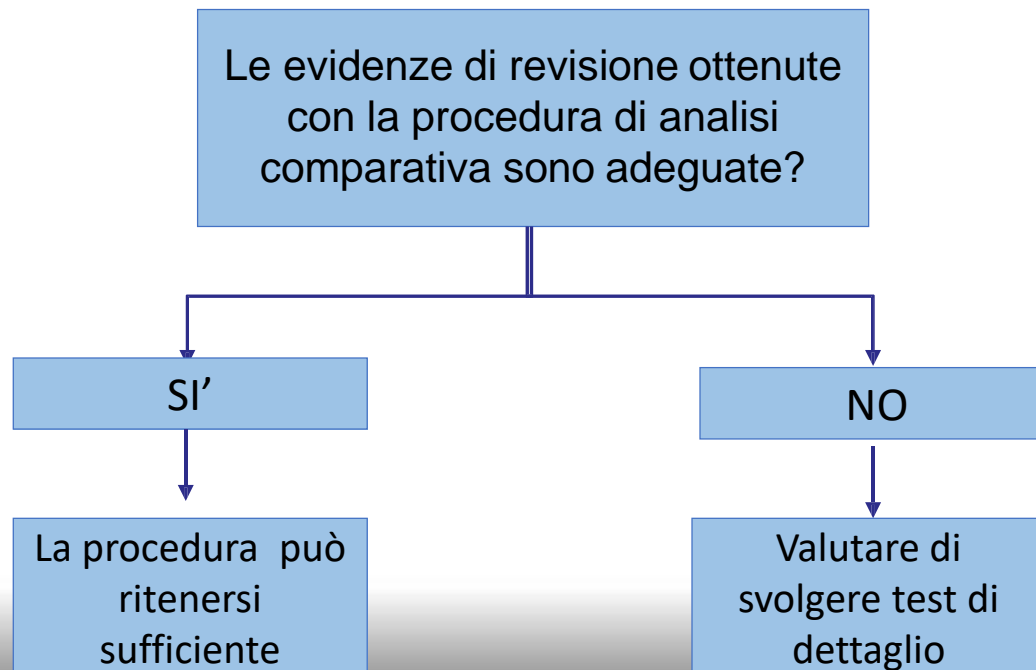 Le evidenze di revisione ottenute
con la procedura di analisi
comparativa sono adeguate?
SI’
NO
La procedura può
ritenersi
sufficiente
Valutare di
svolgere test di
dettaglio